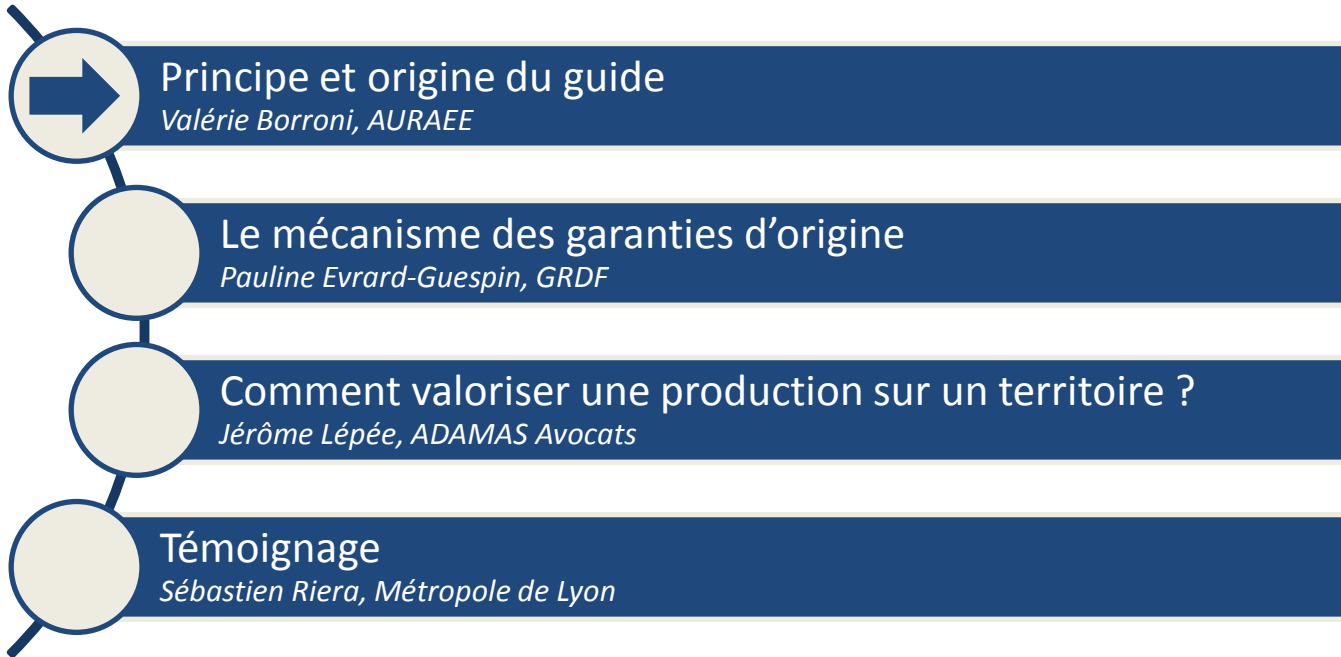 Principe et origine du guide
Valérie Borroni, AURAEE
Le mécanisme des garanties d’origine
Pauline Evrard-Guespin, GRDF
Comment valoriser une production sur un territoire ?
Jérôme Lépée, ADAMAS Avocats
Témoignage
Sébastien Riera, Métropole de Lyon